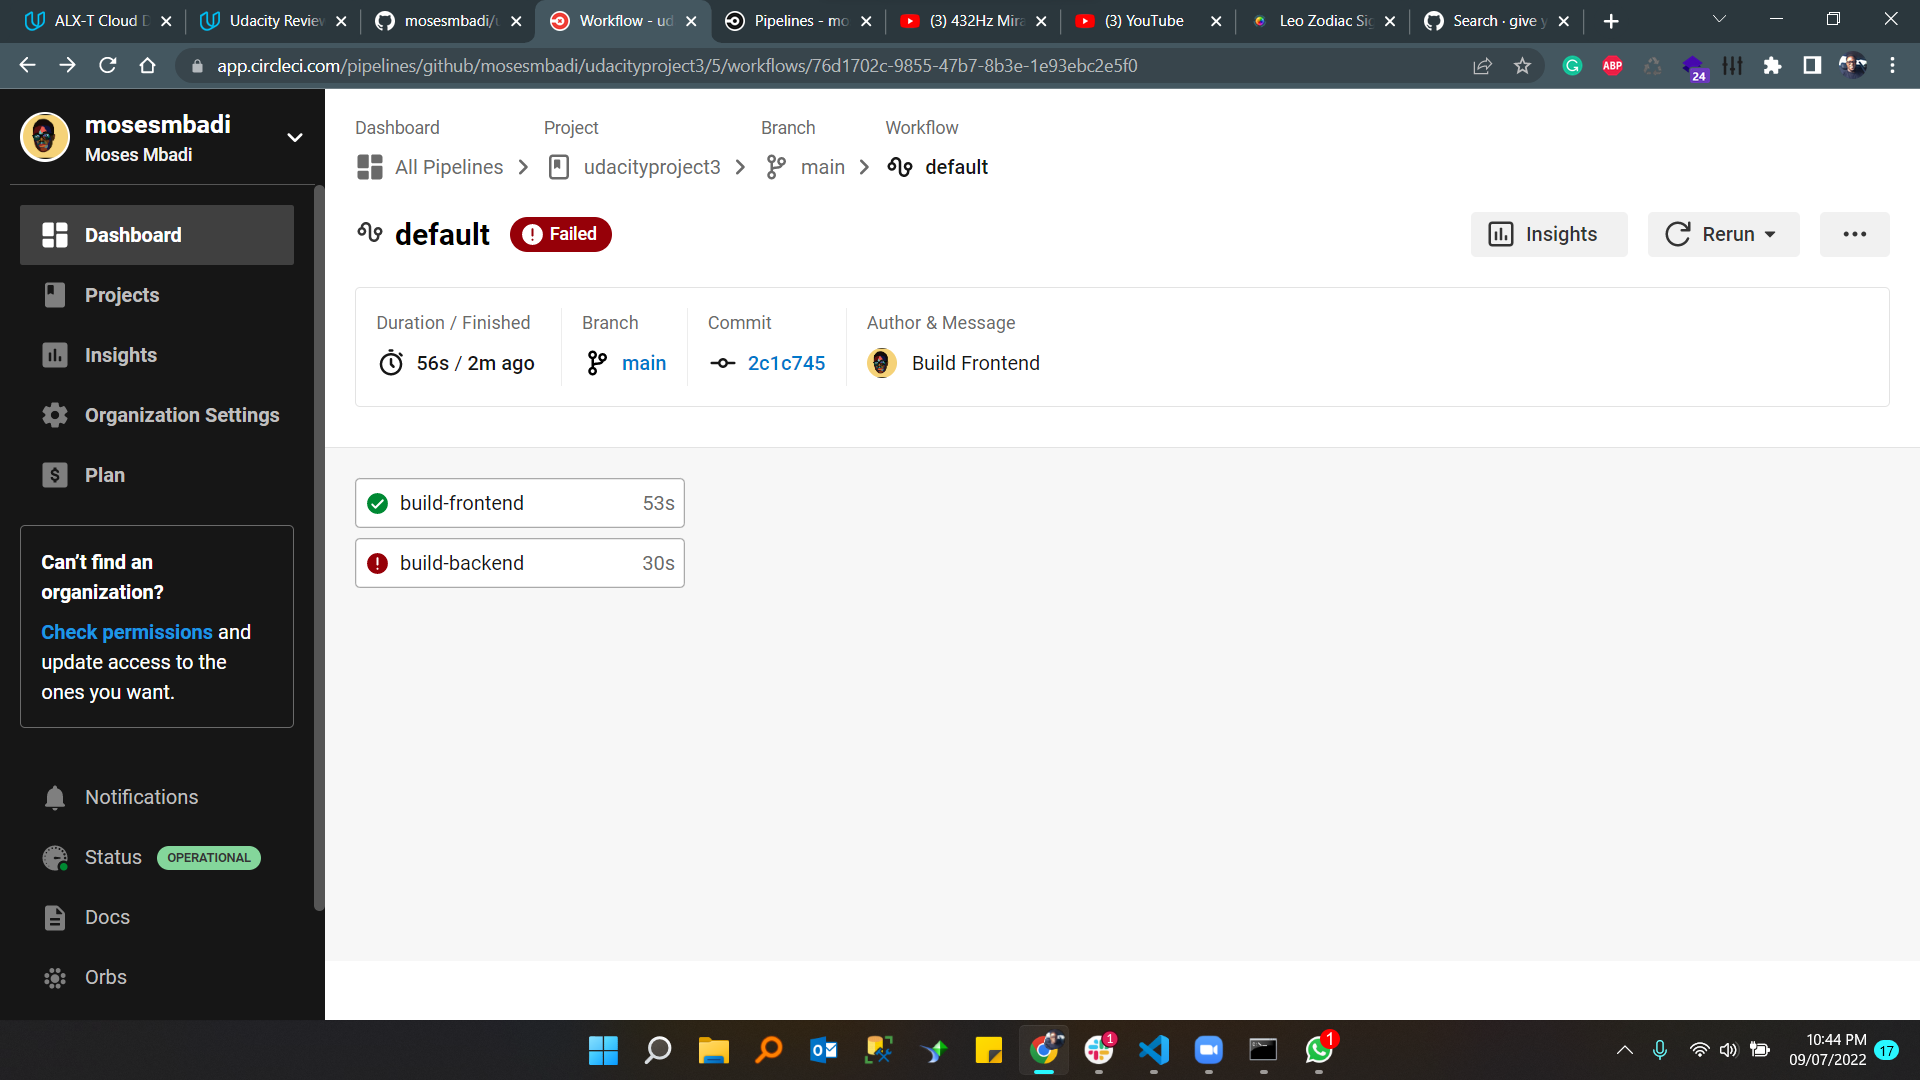 ALX-T Cloud D
Udacity Review
mosesmbadi/u
Workflow - ud
Pipelines - mo
(3) 432Hz Mira
(3) YouTube
Leo Zodiac Sig
Search · give y
app.circleci.com/pipelines/github/mosesmbadi/udacityproject3/5/workflows/76d1702c-9855-47b7-8b3e-1e93ebc2e5f0
ABP
24
mosesmbadi
Moses Mbadi
Dashboard
Projects
Insights
Organization Settings
Plan
Can't find an
organization?
Check permissions and
update access to the
ones you want.
Notifications
Status OPERATIONAL
Docs
Orbs
Dashboard Project Branch Workflow
All Pipelines udacityproject3 main default
default Failed
Insights Rerun
Duration / Finished Branch Commit Author & Message
56s / 2m ago main 2c1c745 Build Frontend
build-frontend 53s
build-backend 30s
1
1
10:44 PM
09/07/2022
17